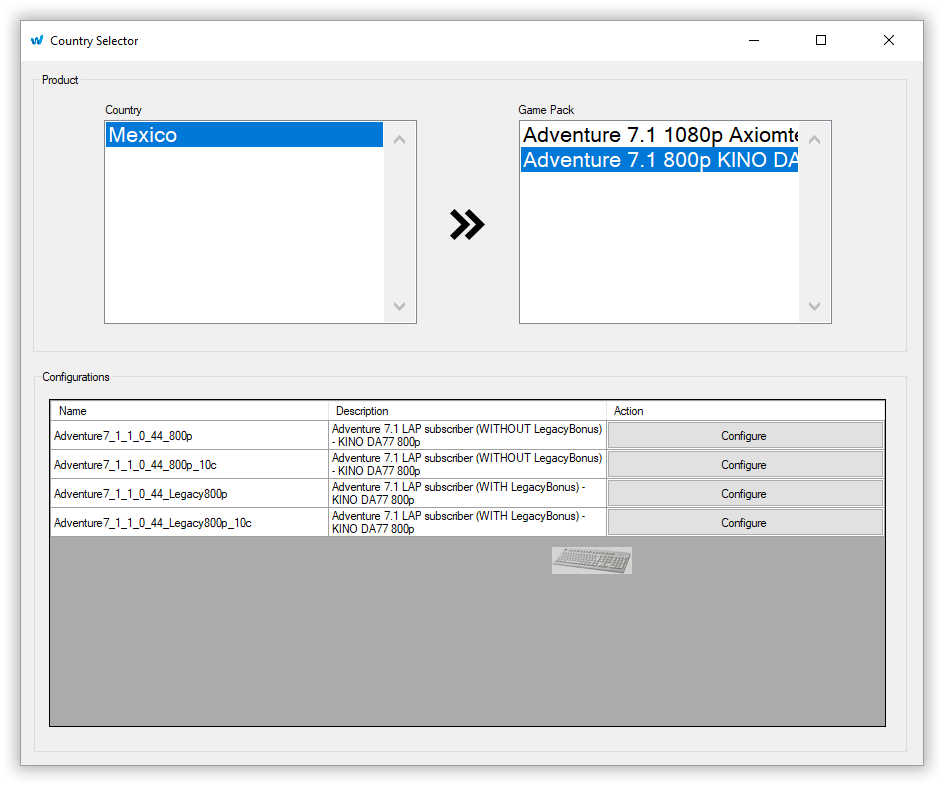 Country Selector
Product
Country
Game Pack
Mexico
Adventure 7.1 1080p Axiomte
Adventure 7.1 800p KINO DA
Configurations
Name Description Action
Adventure7_1_1_0_44_800p
Adventure 7.1 LAP subscriber (WITHOUT LegacyBonus)
- KINO DA77 800p
Configure
Adventure7_1_1_0_44_800p_10c
Adventure 7.1 LAP subscriber (WITHOUT LegacyBonus)
- KINO DA77 800p
Configure
Adventure7_1_1_0_44_Legacy800p
Adventure 7.1 LAP subscriber (WITH LegacyBonus) -
KINO DA77 800p
Configure
Adventure7_1_1_0_44_Legacy800p_10c
Adventure 7.1 LAP subscriber (WITH LegacyBonus) -
KINO DA77 800p
Configure